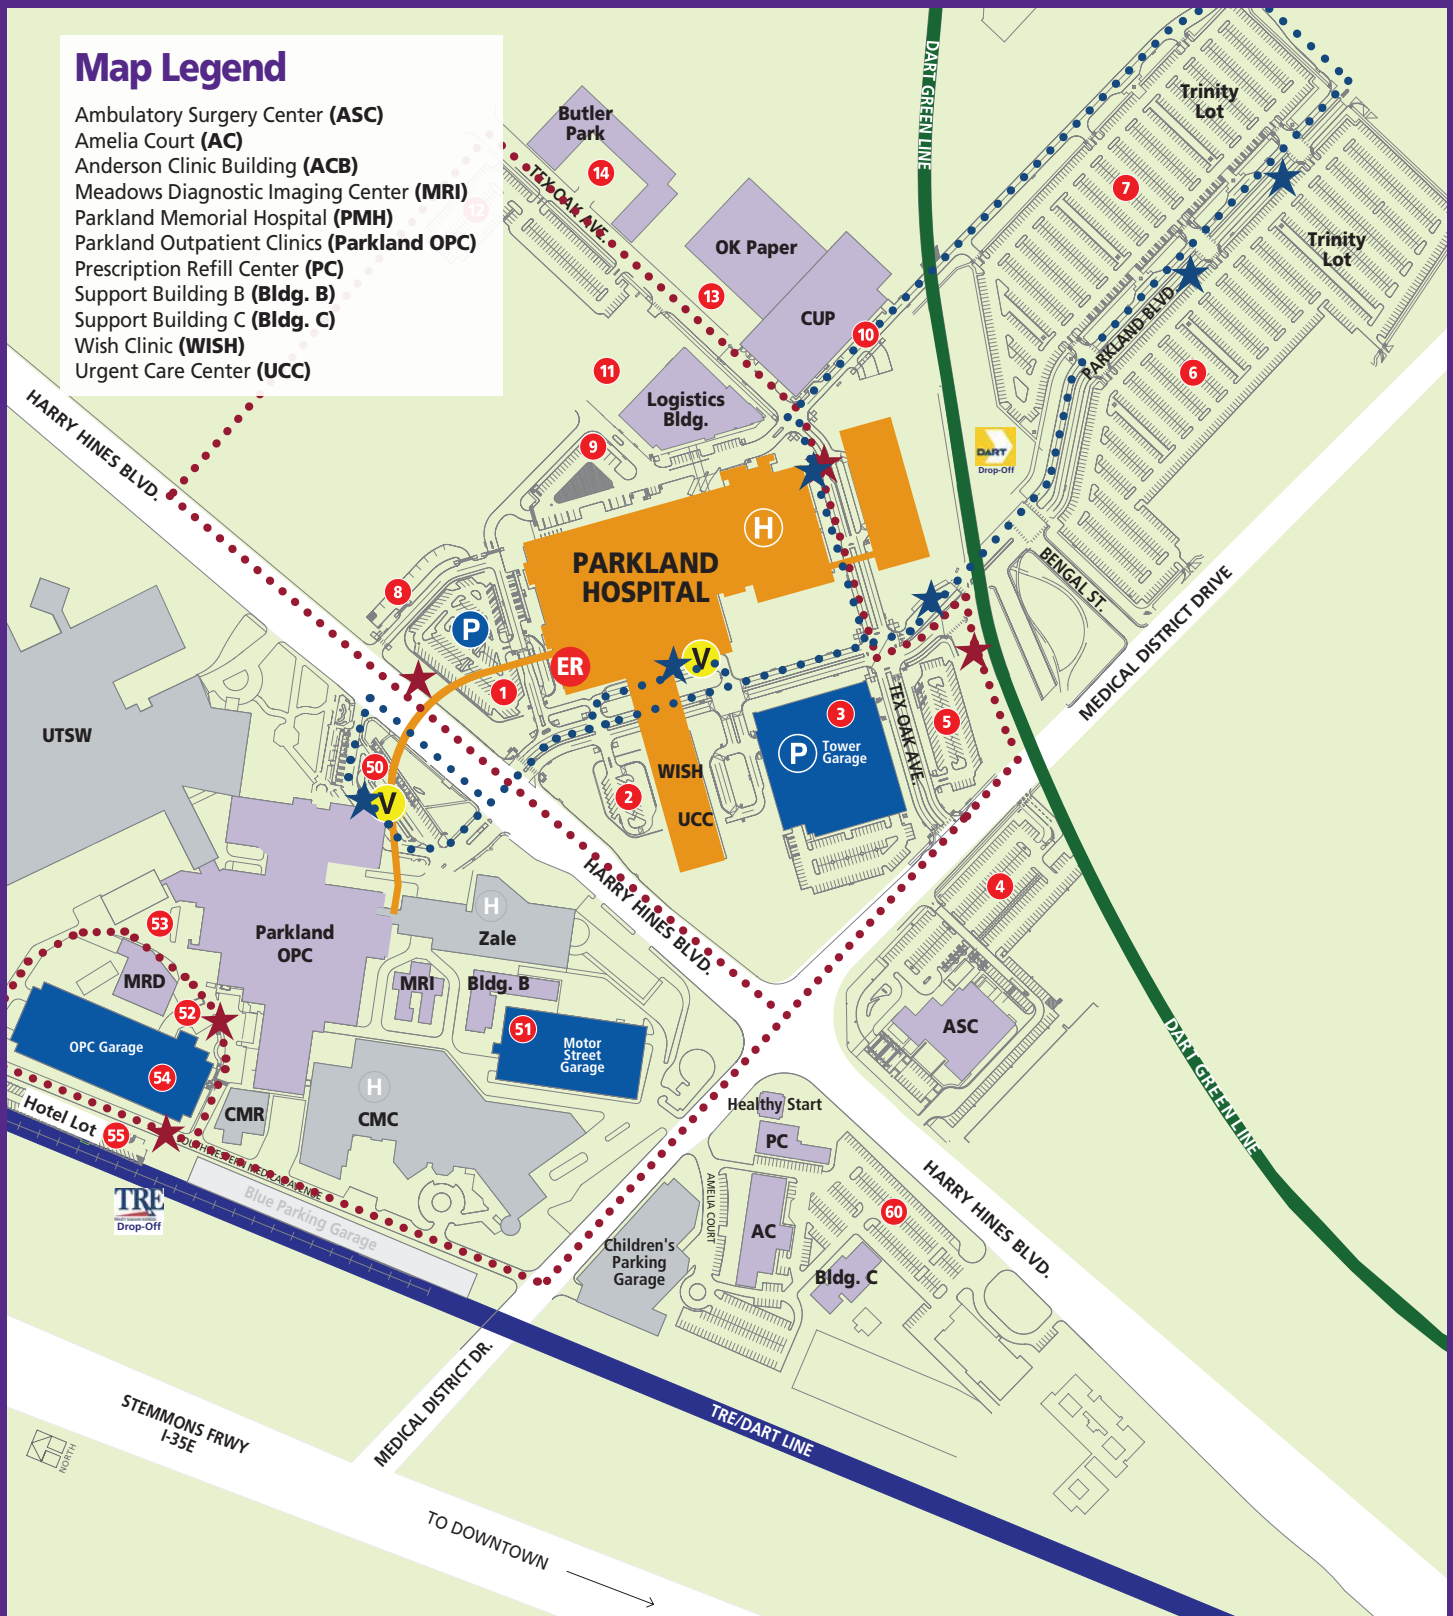 Map Legend
Ambulatory Surgery Center (ASC)
Amelia Court (AC)
Anderson Clinic Building (ACB)
Meadows Diagnostic Imaging Center (MRI)
Parkland Memorial Hospital (PMH)
Parkland Outpatient Clinics (Parkland OPC)
Prescription Refill Center (PC)
Support Building B (Bldg. B)
Support Building C (Bldg. C)
Wish Clinic (WISH)
Urgent Care Center (UCC)
12
Butler
Park
14
TEX OAK AVE.
OK Paper
13
CUP
10
11
Logistics
Bldg.
9
DART GREEN LINE
Trinity
Lot
7
Trinity
Lot
PARKLAND BLVD
6
DART
Drop-Off
BENGAL ST.
MEDICAL DISTRICT DRIVE
HARRY HINES BLVD.
H
PARKLAND
HOSPITAL
8
P
ER
V
1
3
P
Tower
Garage
TEX OAK AVE.
5
UTSW
50
V
2
WISH
UCC
HARRY HINES BLVD.
4
H
Zale
53
Parkland
OPC
MRD
MRI
Bldg. B
52
51
Motor
Street
Garage
ASC
OPC Garage
54
H
CMC
CMR
Hotel Lot
55
SOUTHWESTERN MEDICAL AVENUE
Blue Parking Garage
TRE
Drop-Off
Healthy Start
PC
AMELIA COURT
AC
60
Bldg. C
Children's
Parking
Garage
HARRY HINES BLVD.
DART GREEN LINE
MEDICAL DISTRICT DR.
TRE/DART LINE
STEMMONS FRWY
I-35E
NORTH
TO DOWNTOWN